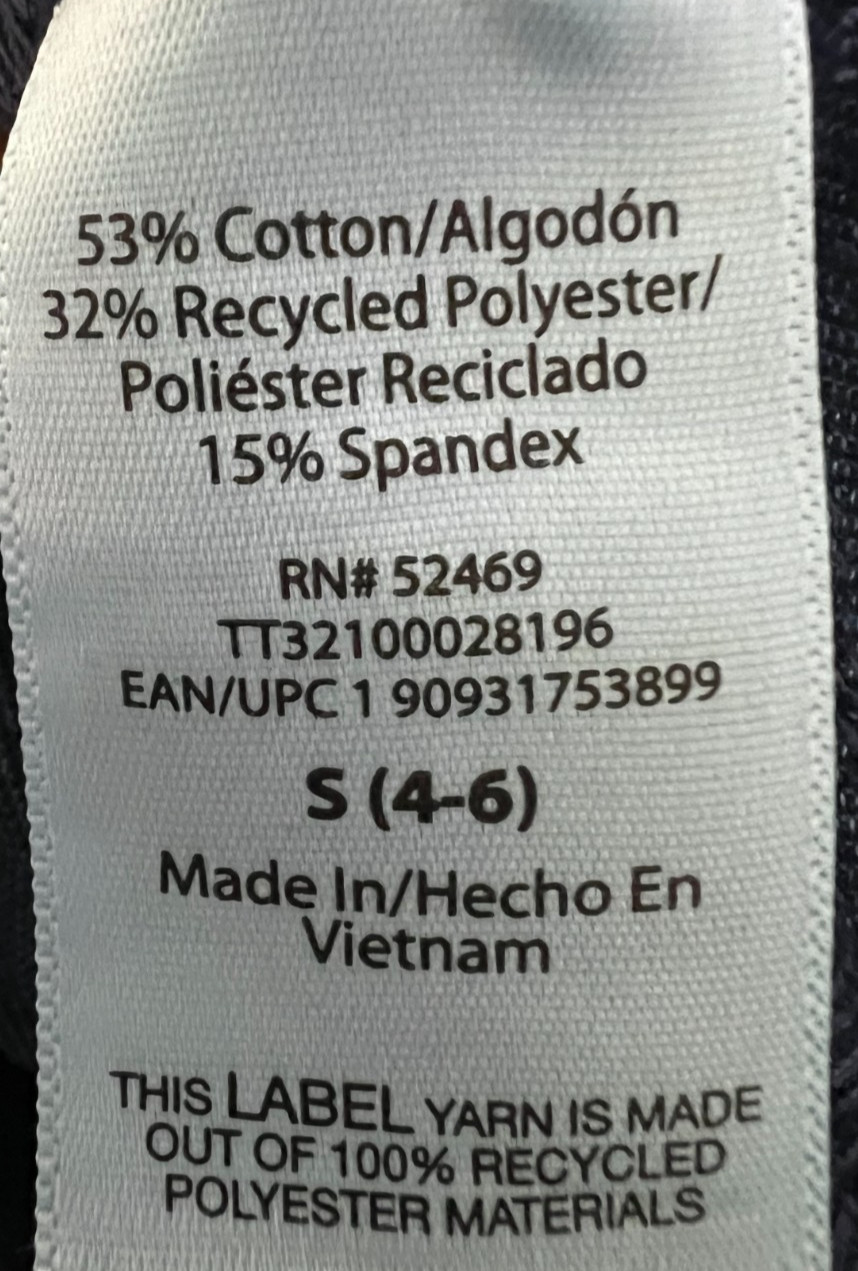 53% Cotton/Algodón
32% Recycled Polyester/
Poliéster Reciclado
15% Spandex
RN# 52469
TT32100028196
EAN/UPC 1 90931753899
S (4-6)
Made In/Hecho En
Vietnam
THIS LABEL YARN IS MADE
OUT OF 100% RECYCLED
POLYESTER MATERIALS